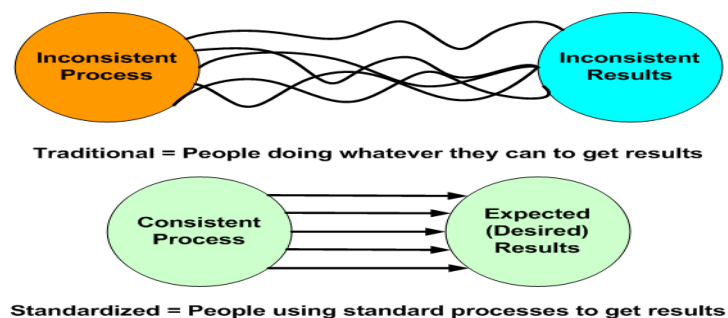 Inconsistent
Process
Inconsistent
Results
Traditional = People doing whatever they can to get results
Consistent
Process
Expected
(Desired)
Results
Standardized = People using standard processes to get results